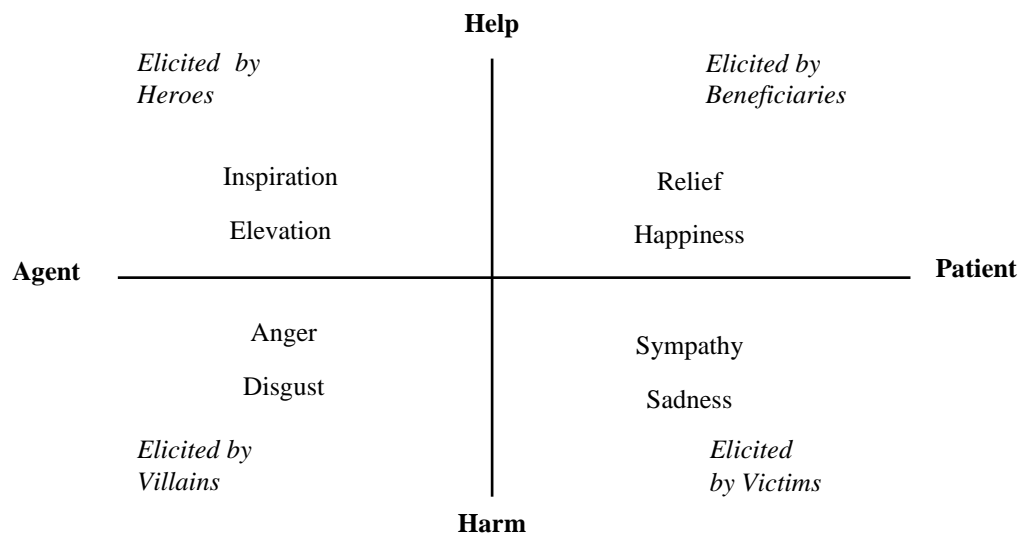 Help
Elicited by
Heroes
Elicited by
Beneficiaries
Inspiration
Relief
Elevation
Happiness
Agent
Patient
Anger
Sympathy
Disgust
Sadness
Elicited by
Villains
Elicited
by Victims
Harm